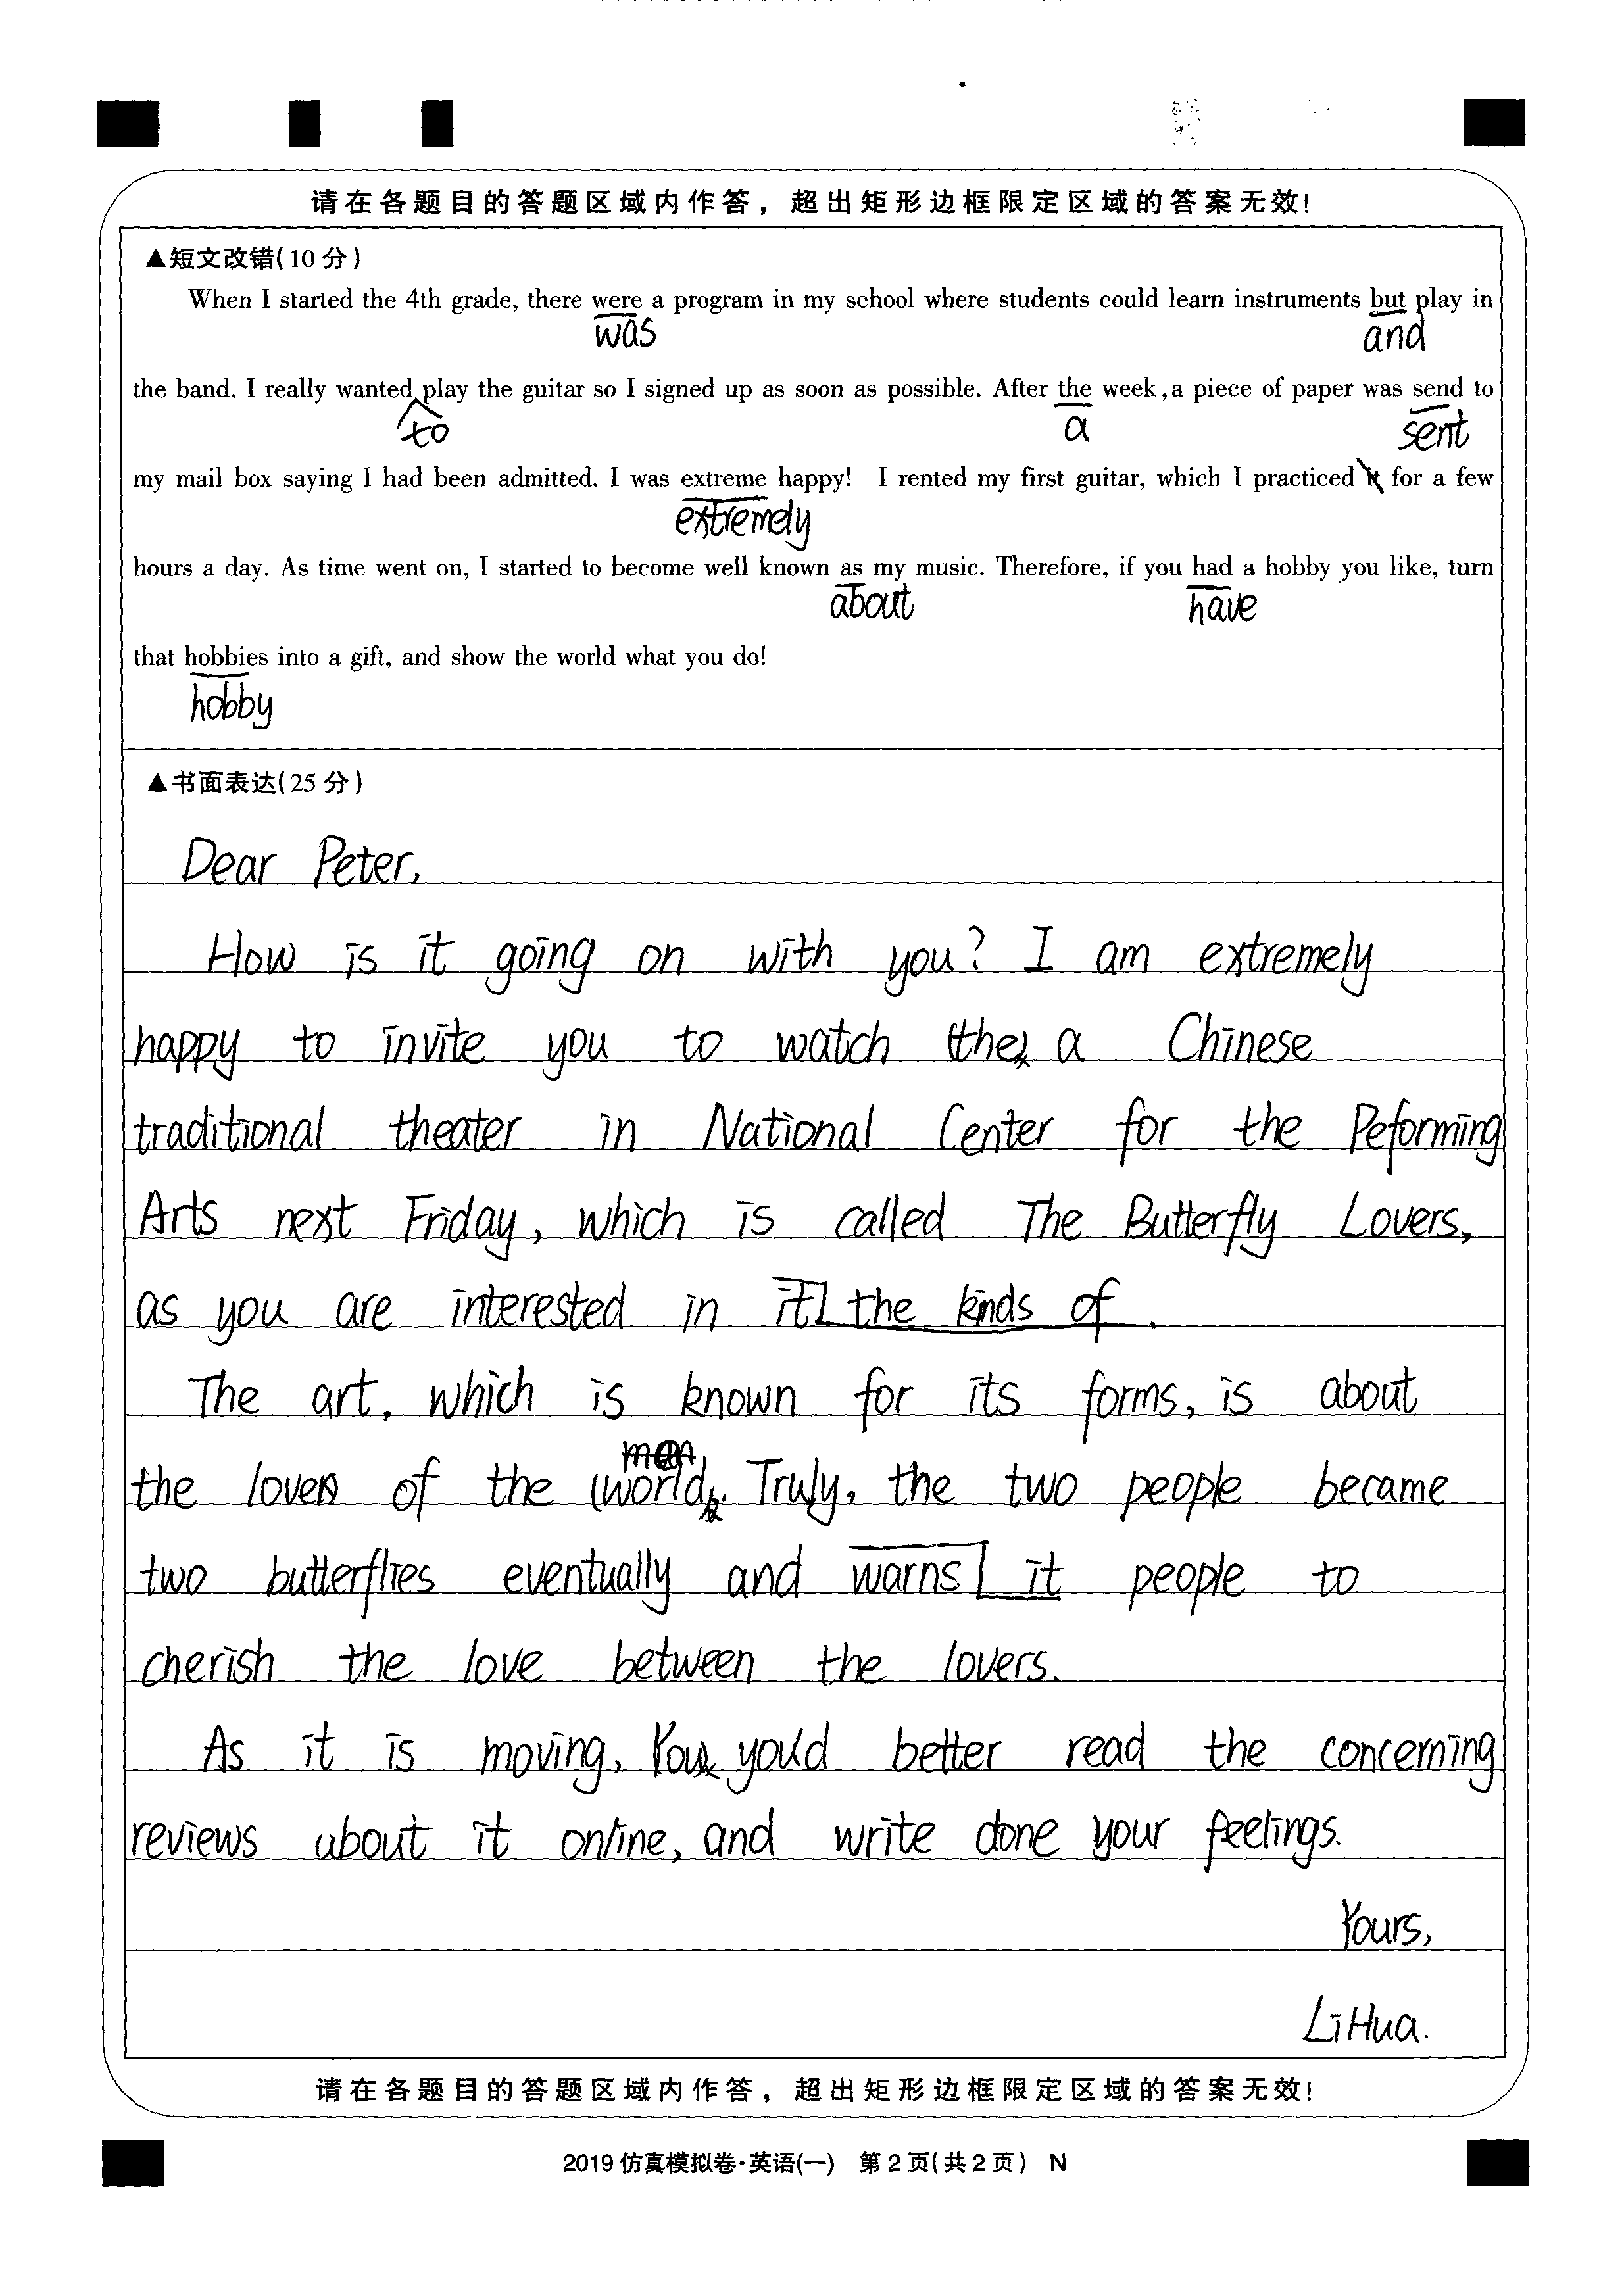 请在各题目的答题区域内作答，超出矩形边框限定区域的答案无效!
▲短文改错(10分)
When I started the 4th grade, there were a program in my school where students could learn instruments but play in
was and
the band. I really wanted play the guitar so I signed up as soon as possible. After the week, a piece of paper was send to
to a sent
my mail box saying I had been admitted. I was extreme happy! I rented my first guitar, which I practiced it for a few
extremely
hours a day. As time went on, I started to become well known as my music. Therefore, if you had a hobby you like, turn
about have
that hobbies into a gift, and show the world what you do!
hobby
▲书面表达(25分)
Dear Peter,
How is it going on with you? I am extremely
happy to invite you to watch (the) a Chinese
traditional theater in National Center for the Peforming
Arts next Friday, which is called The Butterfly Lovers,
as you are interested in it the kinds of.
The art, which is known for its forms, is about
men
the lovers of the (world). Truly, the two people became
two butterflies eventually and warns it people to
cherish the love between the lovers.
As it is moving, You you'd better read the concerning
reviews about it online, and write done your feelings.
Yours,
Li Hua.
请在各题目的答题区域内作答，超出矩形边框限定区域的答案无效!
2019仿真模拟卷·英语(一) 第2页(共2页) N